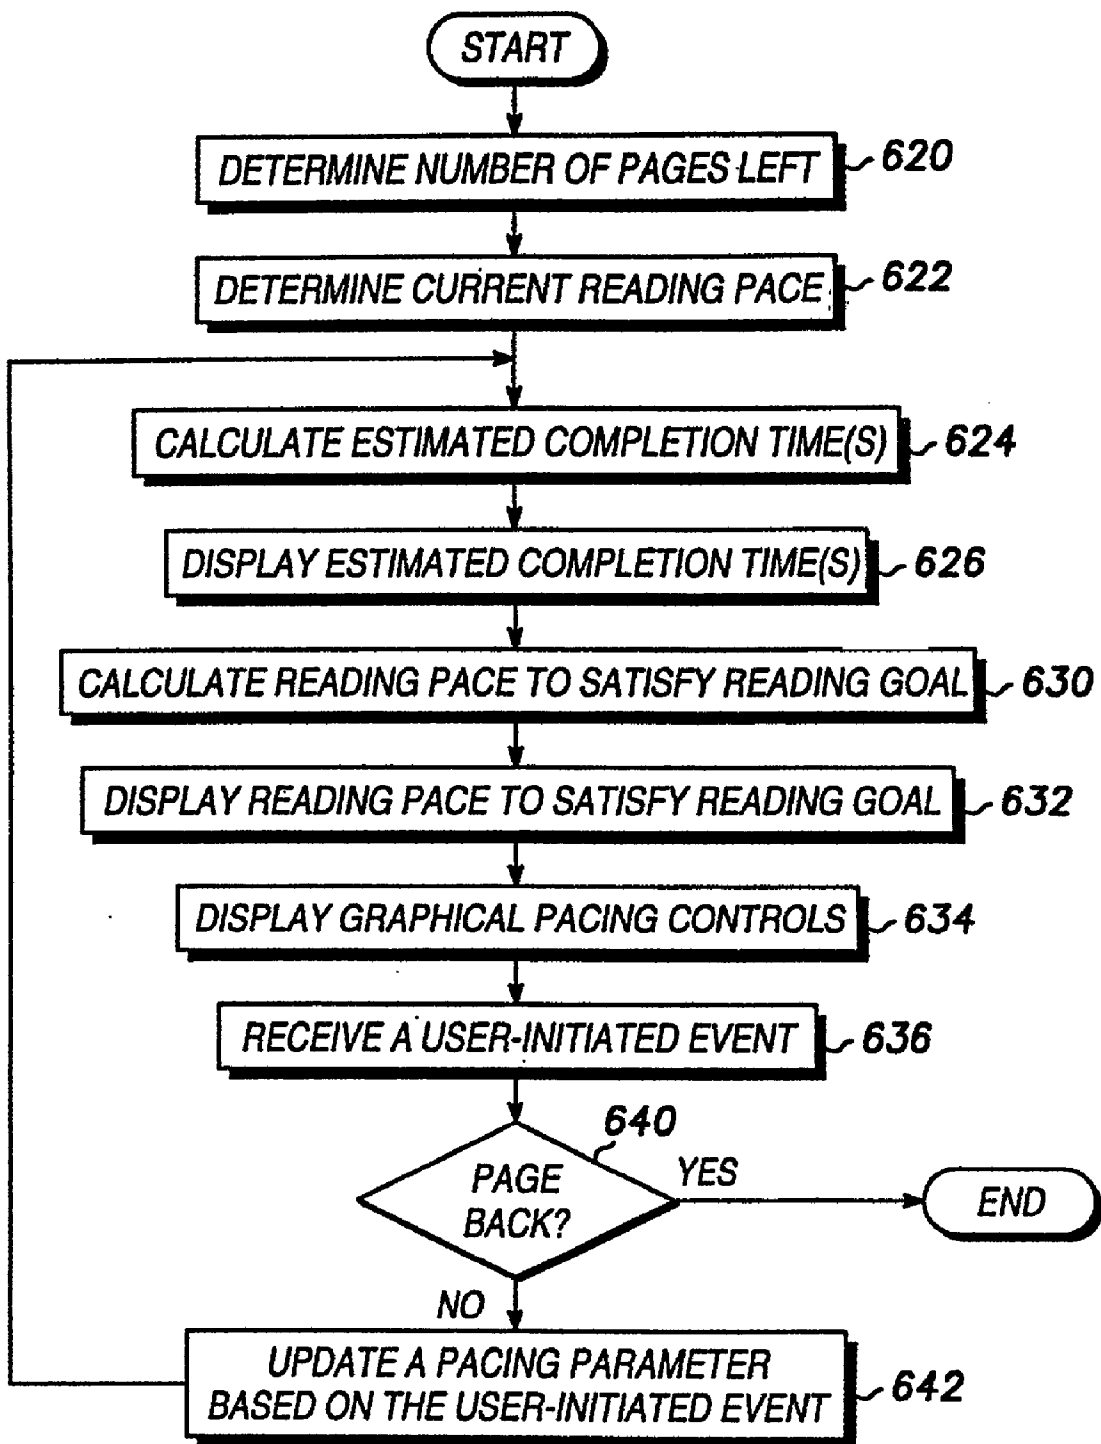 START
DETERMINE NUMBER OF PAGES LEFT
620
DETERMINE CURRENT READING PACE
622
CALCULATE ESTIMATED COMPLETION TIME(S)
624
DISPLAY ESTIMATED COMPLETION TIME(S)
626
CALCULATE READING PACE TO SATISFY READING GOAL
630
DISPLAY READING PACE TO SATISFY READING GOAL
632
DISPLAY GRAPHICAL PACING CONTROLS
634
RECEIVE A USER-INITIATED EVENT
636
640
PAGE
BACK?
YES
END
NO
UPDATE A PACING PARAMETER
BASED ON THE USER-INITIATED EVENT
642